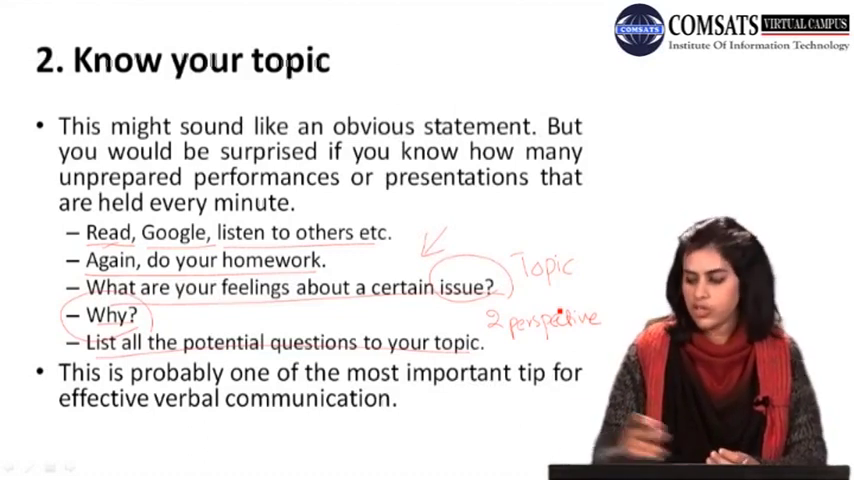 COMSATS VIRTUAL CAMPUS
COMSATS
Institute Of Information Technology
2. Know your topic
• This might sound like an obvious statement. But
you would be surprised if you know how many
unprepared performances or presentations that
are held every minute.
– Read, Google, listen to others etc.
– Again, do your homework.
– What are your feelings about a certain issue?
Topic
– Why?
2 perspective
– List all the potential questions to your topic.
• This is probably one of the most important tip for
effective verbal communication.